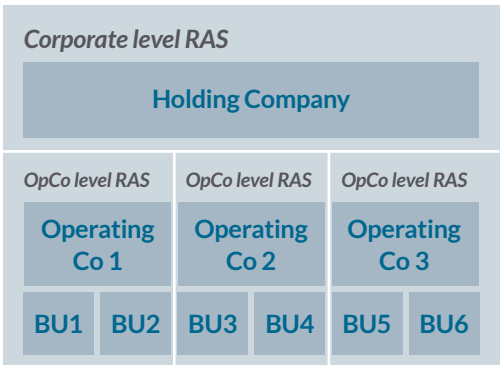 Corporate level RAS
Holding Company
OpCo level RAS
OpCo level RAS
OpCo level RAS
Operating
Co 1
Operating
Co 2
Operating
Co 3
BU1
BU2
BU3
BU4
BU5
BU6